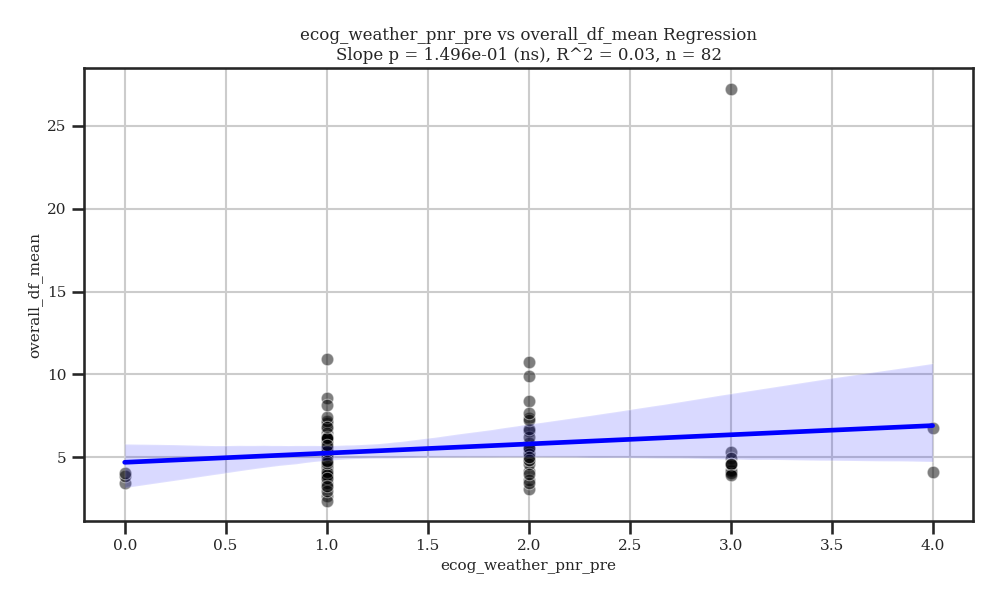 ecog_weather_pnr_pre vs overall_df_mean Regression
Slope p = 1.496e-01 (ns), R^2 = 0.03, n = 82
overall_df_mean
25
20
15
10
5
0.0 0.5 1.0 1.5 2.0 2.5 3.0 3.5 4.0
ecog_weather_pnr_pre